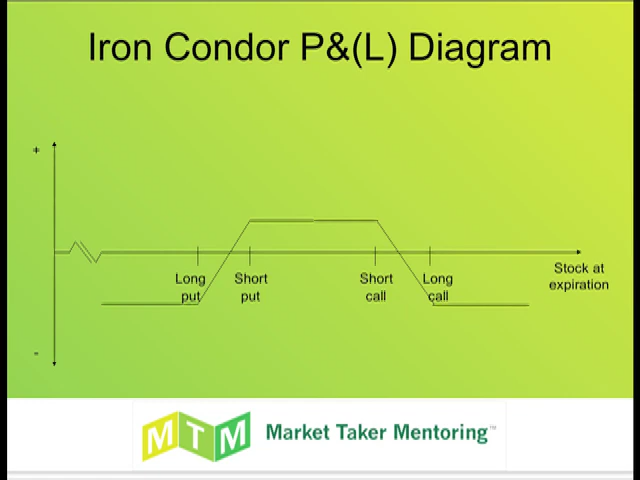 Iron Condor P&(L) Diagram
+
Long put
Short put
Short call
Long call
Stock at
expiration
-
MTM Market Taker Mentoring™